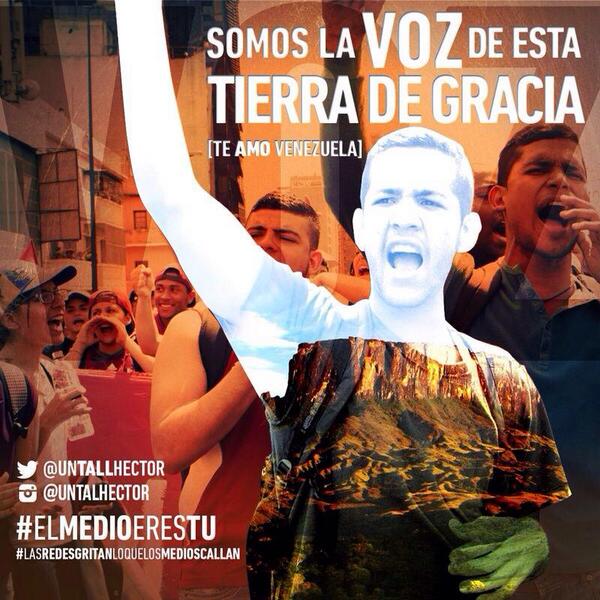 SOMOS LA VOZ DE ESTA
TIERRA DE GRACIA
[TE AMO VENEZUELA]
@UNTALLHECTOR
@UNTALHECTOR
#ELMEDIOERESTU
#LASREDESGRITANLOQUELOSMEDIOSCALLAN